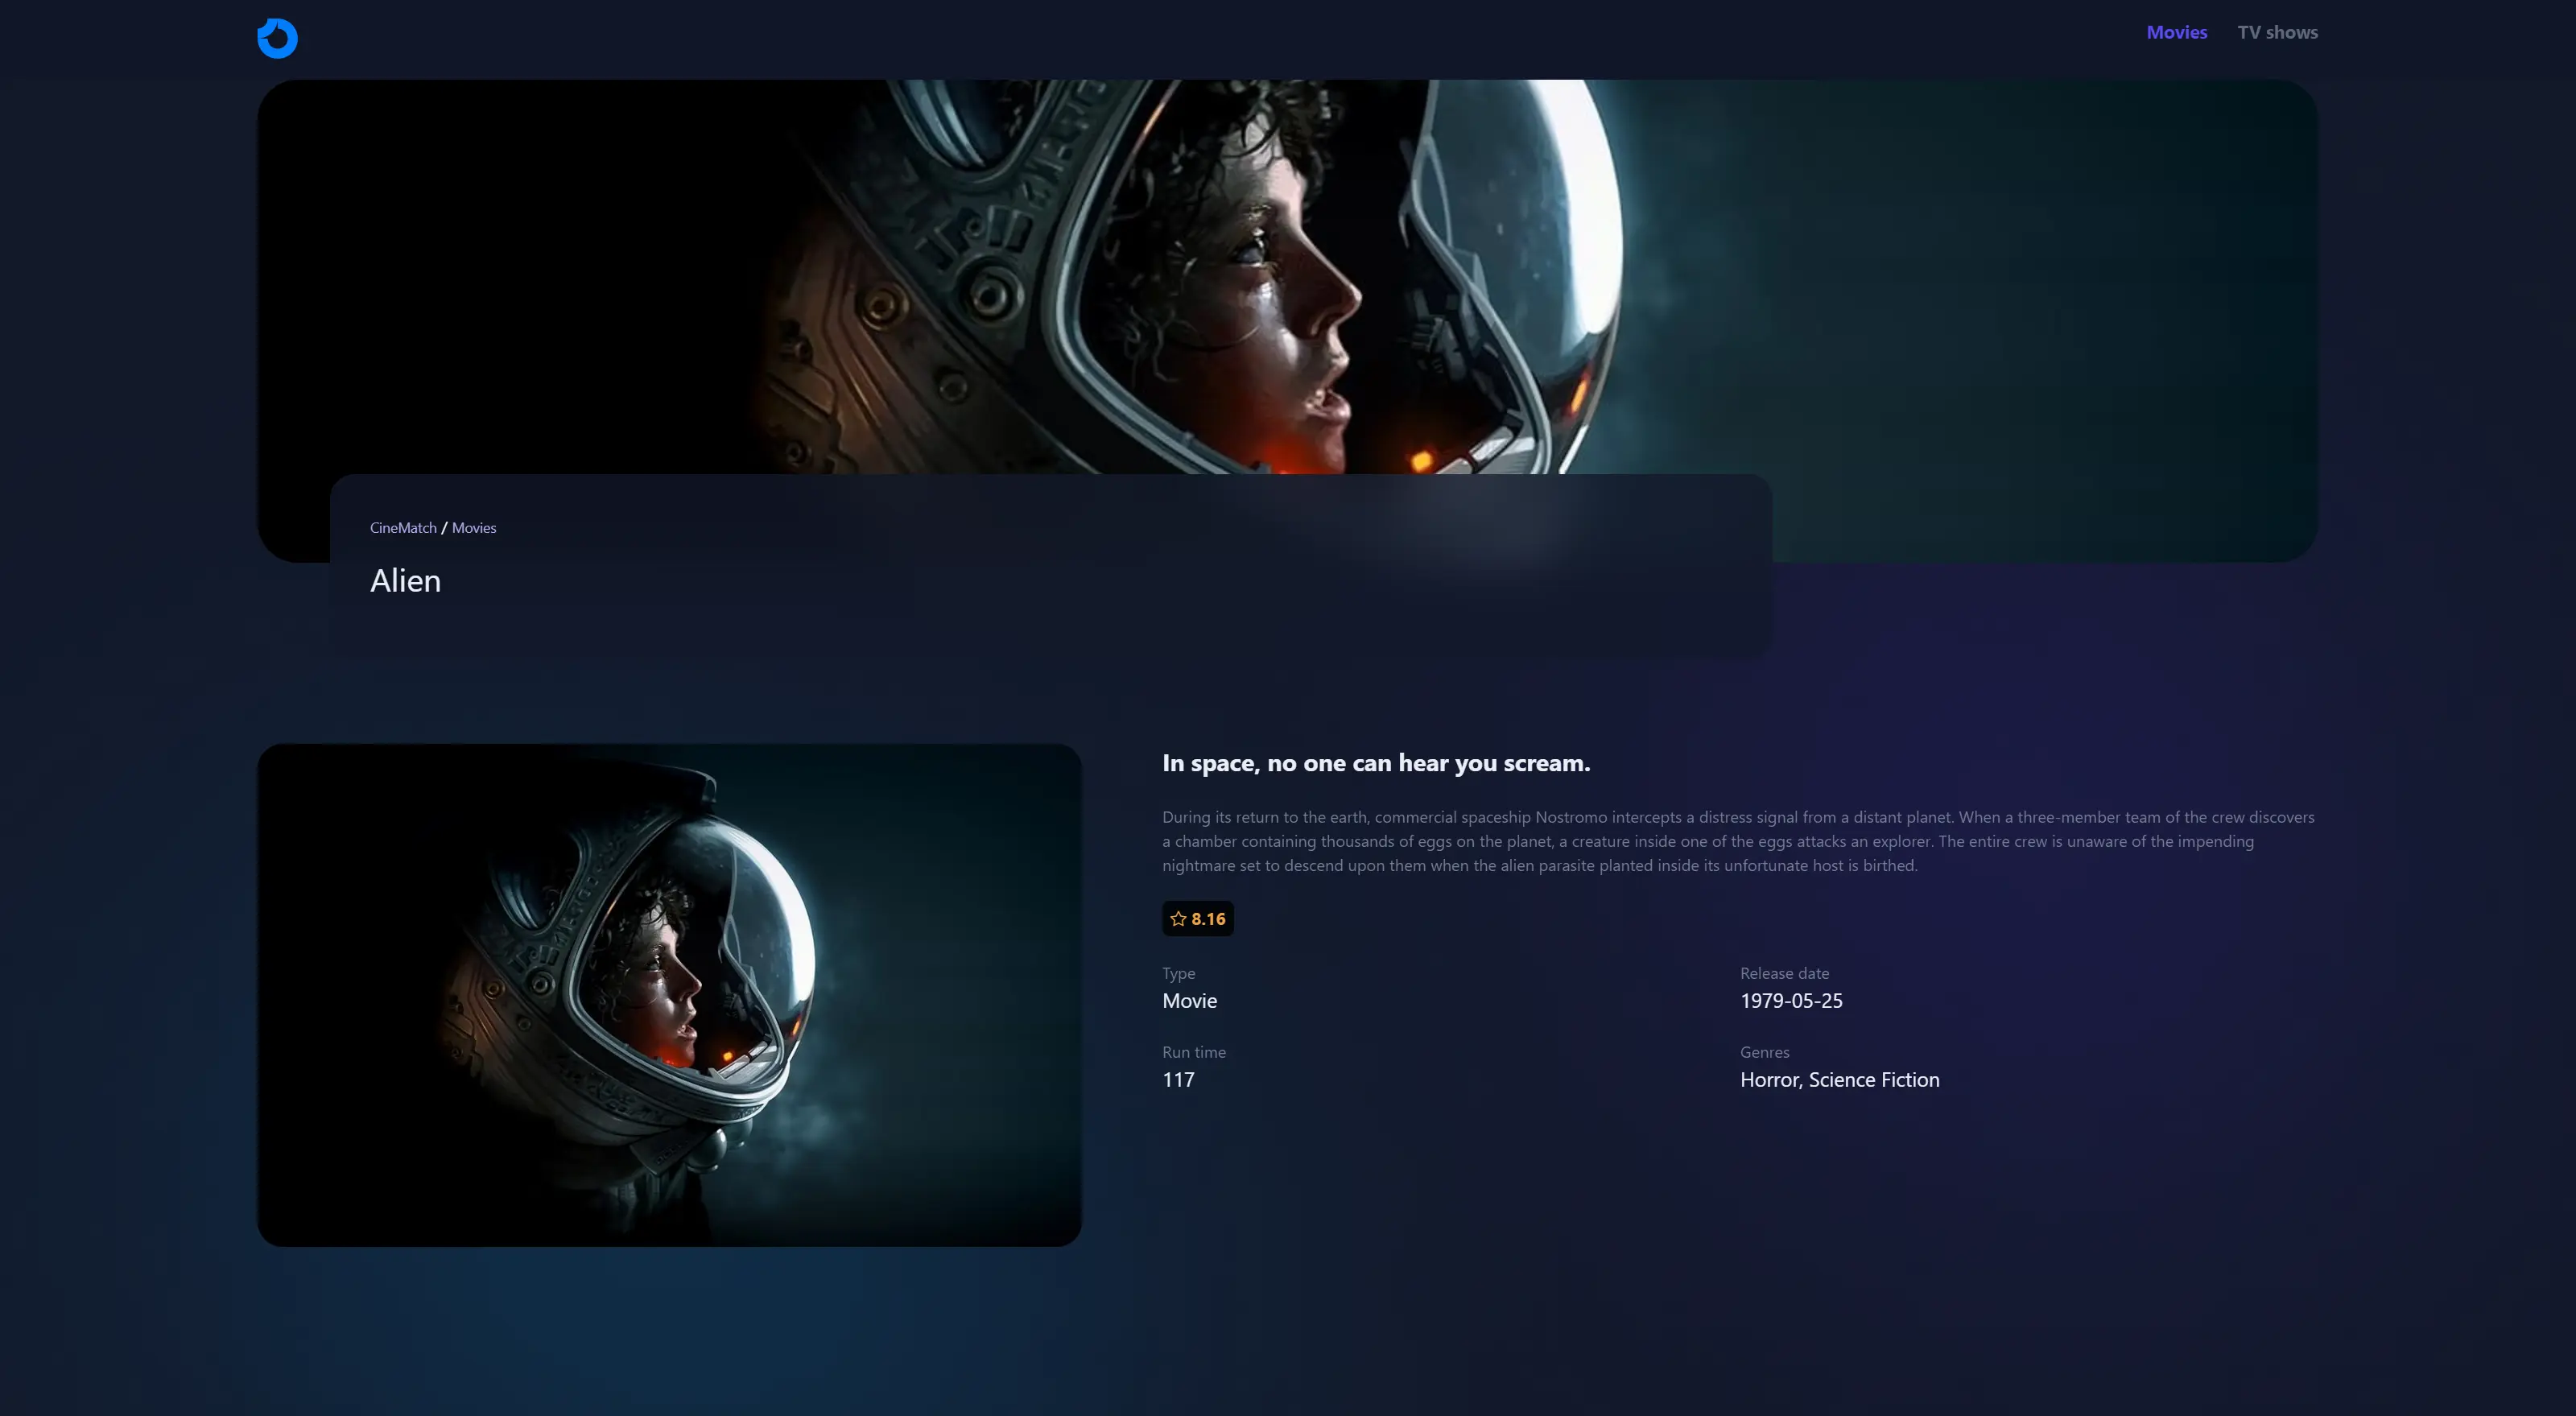 Movies TV shows
CineMatch / Movies
Alien
In space, no one can hear you scream.
During its return to the earth, commercial spaceship Nostromo intercepts a distress signal from a distant planet. When a three-member team of the crew discovers
a chamber containing thousands of eggs on the planet, a creature inside one of the eggs attacks an explorer. The entire crew is unaware of the impending
nightmare set to descend upon them when the alien parasite planted inside its unfortunate host is birthed.
8.16
Type
Movie
Release date
1979-05-25
Run time
117
Genres
Horror, Science Fiction